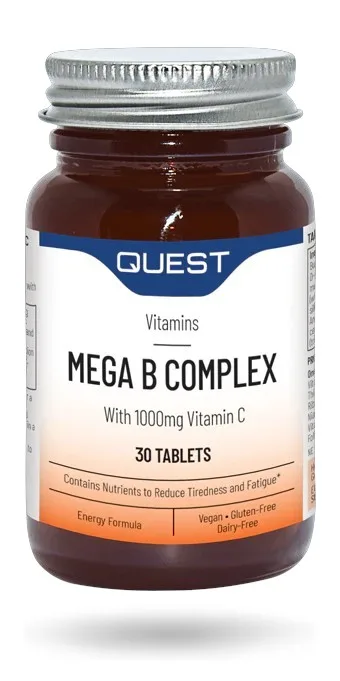 QUEST
Vitamins
MEGA B COMPLEX
With 1000mg Vitamin C
30 TABLETS
Contains Nutrients to Reduce Tiredness and Fatigue*
Energy Formula
Vegan • Gluten-Free
Dairy-Free